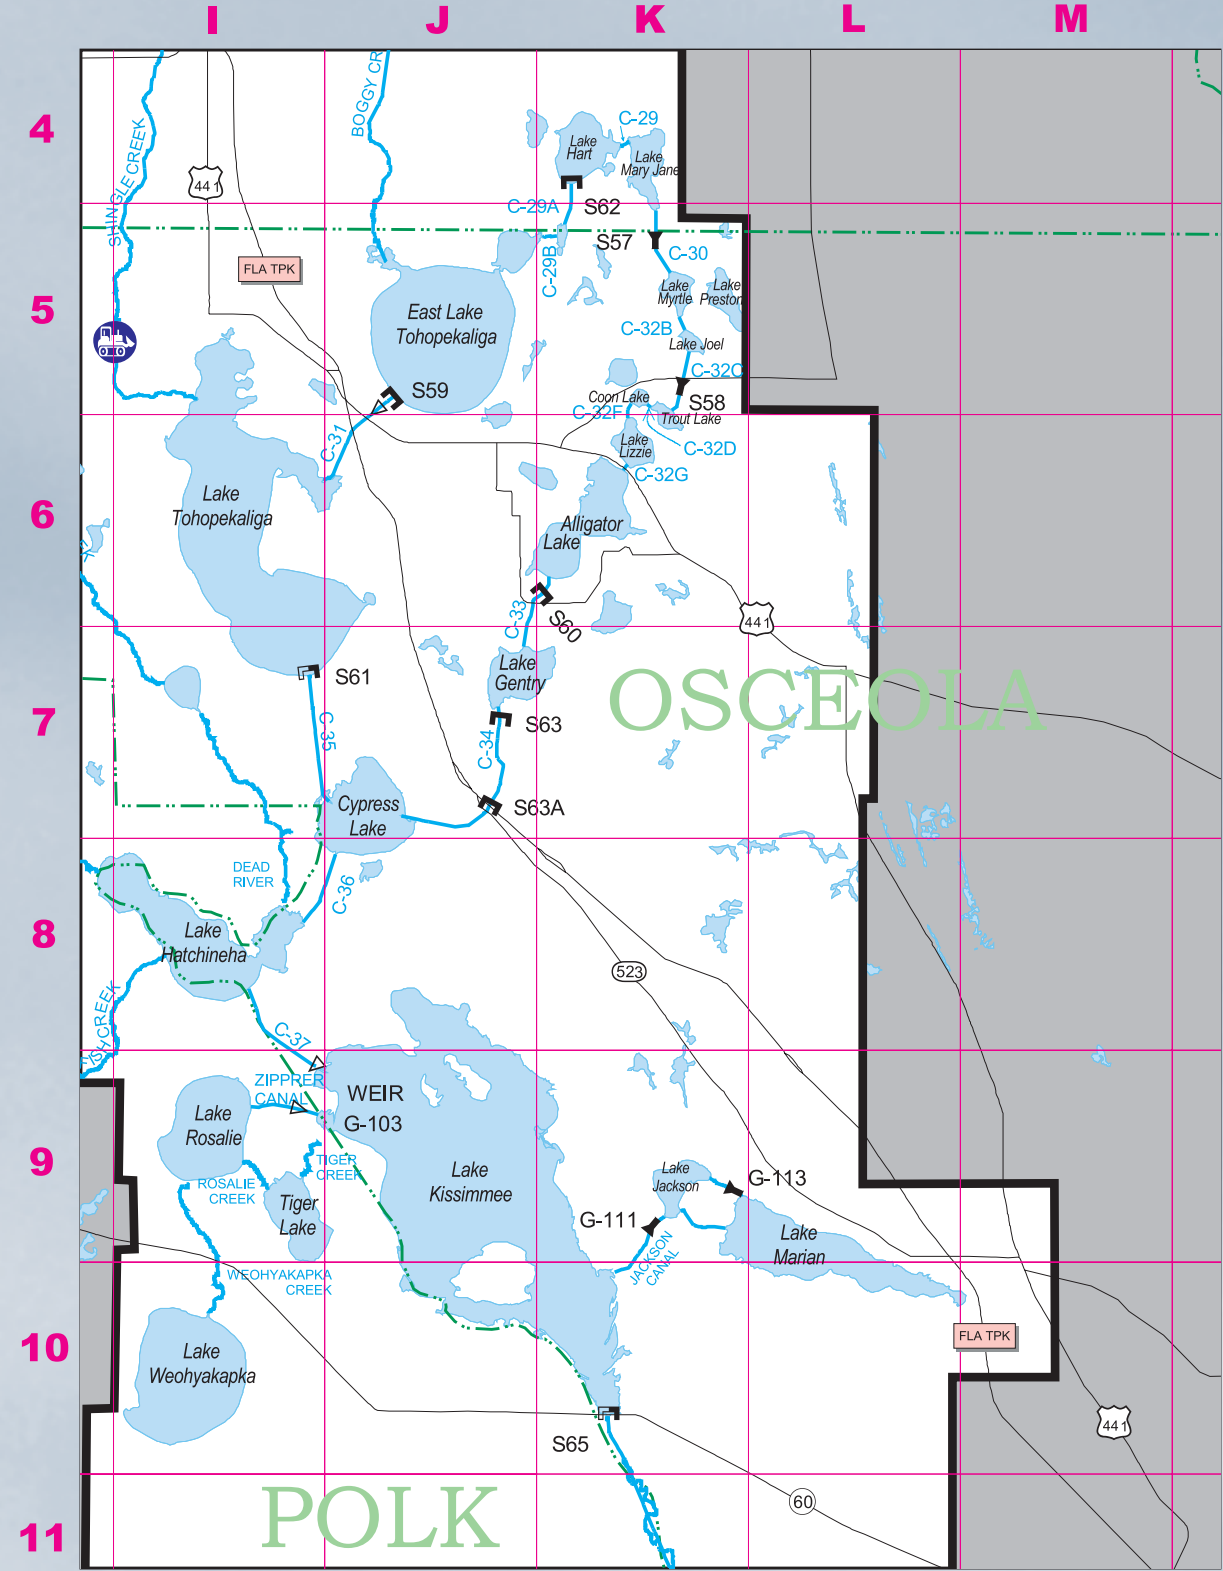 I
J
K
L
M
4
BOGGY CR
C-29
Lake
Hart
Lake
Mary Jane
SHINGLE CREEK
441
C-29A
S62
S57
C-30
C-29B
FLA TPK
5
East Lake
Tohopekaliga
Lake
Myrtle
Lake
Preston
C-32B
Lake Joel
C-32C
S59
Coon Lake
S58
C-32F
Trout Lake
C-31
Lake
Lizzie
C-32D
C-32G
6
Lake
Tohopekaliga
Alligator
Lake
C-33
S60
441
S61
Lake
Gentry
OSCEOLA
7
C-35
S63
C-34
Cypress
Lake
S63A
DEAD
RIVER
C-36
8
Lake
Hatchineha
523
ISH CREEK
C-37
ZIPPRER
CANAL
WEIR
G-103
Lake
Rosalie
9
TIGER
CREEK
Lake
Kissimmee
Lake
Jackson
G-113
ROSALIE
CREEK
Tiger
Lake
G-111
Lake
Marian
JACKSON
CANAL
WEOHYAKAPKA
CREEK
10
Lake
Weohyakapka
FLA TPK
441
S65
60
POLK
11